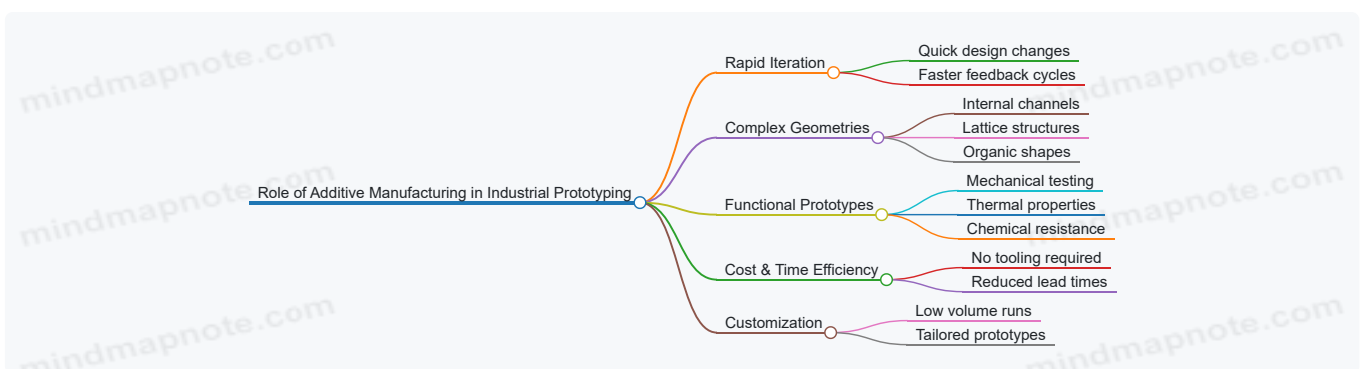 mindmapnote.com
mindmapnote.com
Role of Additive Manufacturing in Industrial Prototyping
Rapid Iteration
Quick design changes
Faster feedback cycles
Complex Geometries
Internal channels
Lattice structures
Organic shapes
Functional Prototypes
Mechanical testing
Thermal properties
Chemical resistance
Cost & Time Efficiency
No tooling required
Reduced lead times
Customization
Low volume runs
Tailored prototypes
mindmapnote.com
mindmapnote.com
mindmapnote.com
mindmapnote.com